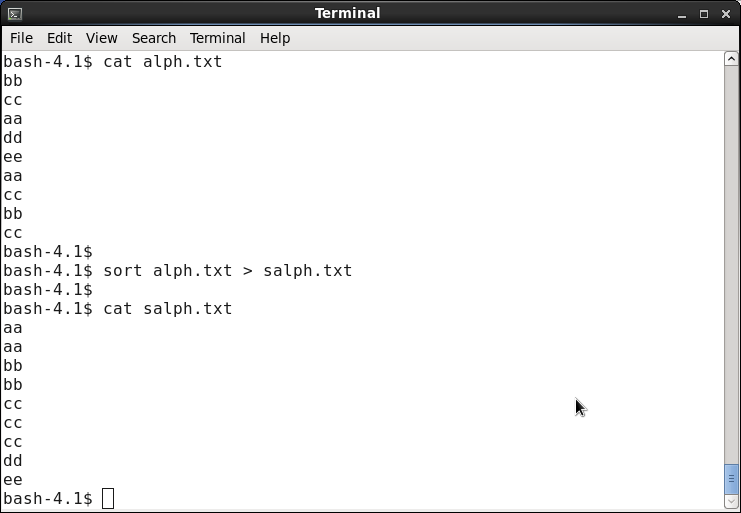 Terminal
File Edit View Search Terminal Help
bash-4.1$ cat alph.txt
bb
cc
aa
dd
ee
aa
cc
bb
cc
bash-4.1$
bash-4.1$ sort alph.txt > salph.txt
bash-4.1$
bash-4.1$ cat salph.txt
aa
aa
bb
bb
cc
cc
cc
dd
ee
bash-4.1$